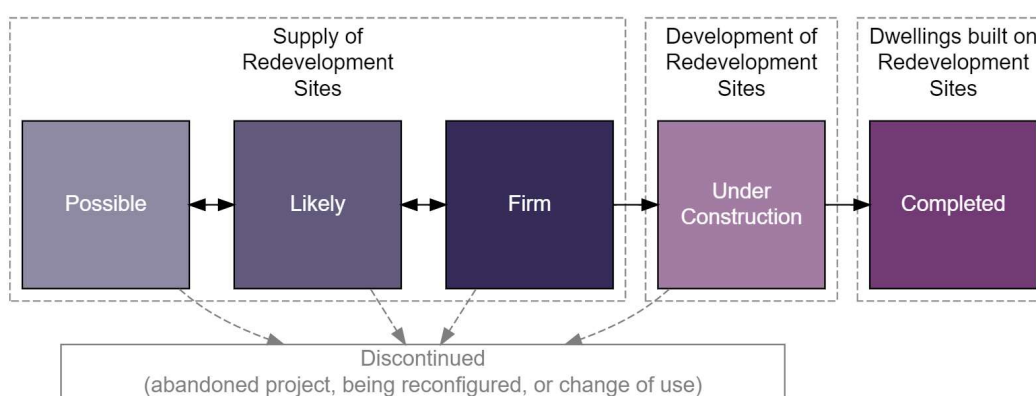 Supply of
Redevelopment
Sites
Development of
Redevelopment
Sites
Dwellings built on
Redevelopment
Sites
Possible
Likely
Firm
Under
Construction
Completed
Discontinued
(abandoned project, being reconfigured, or change of use)